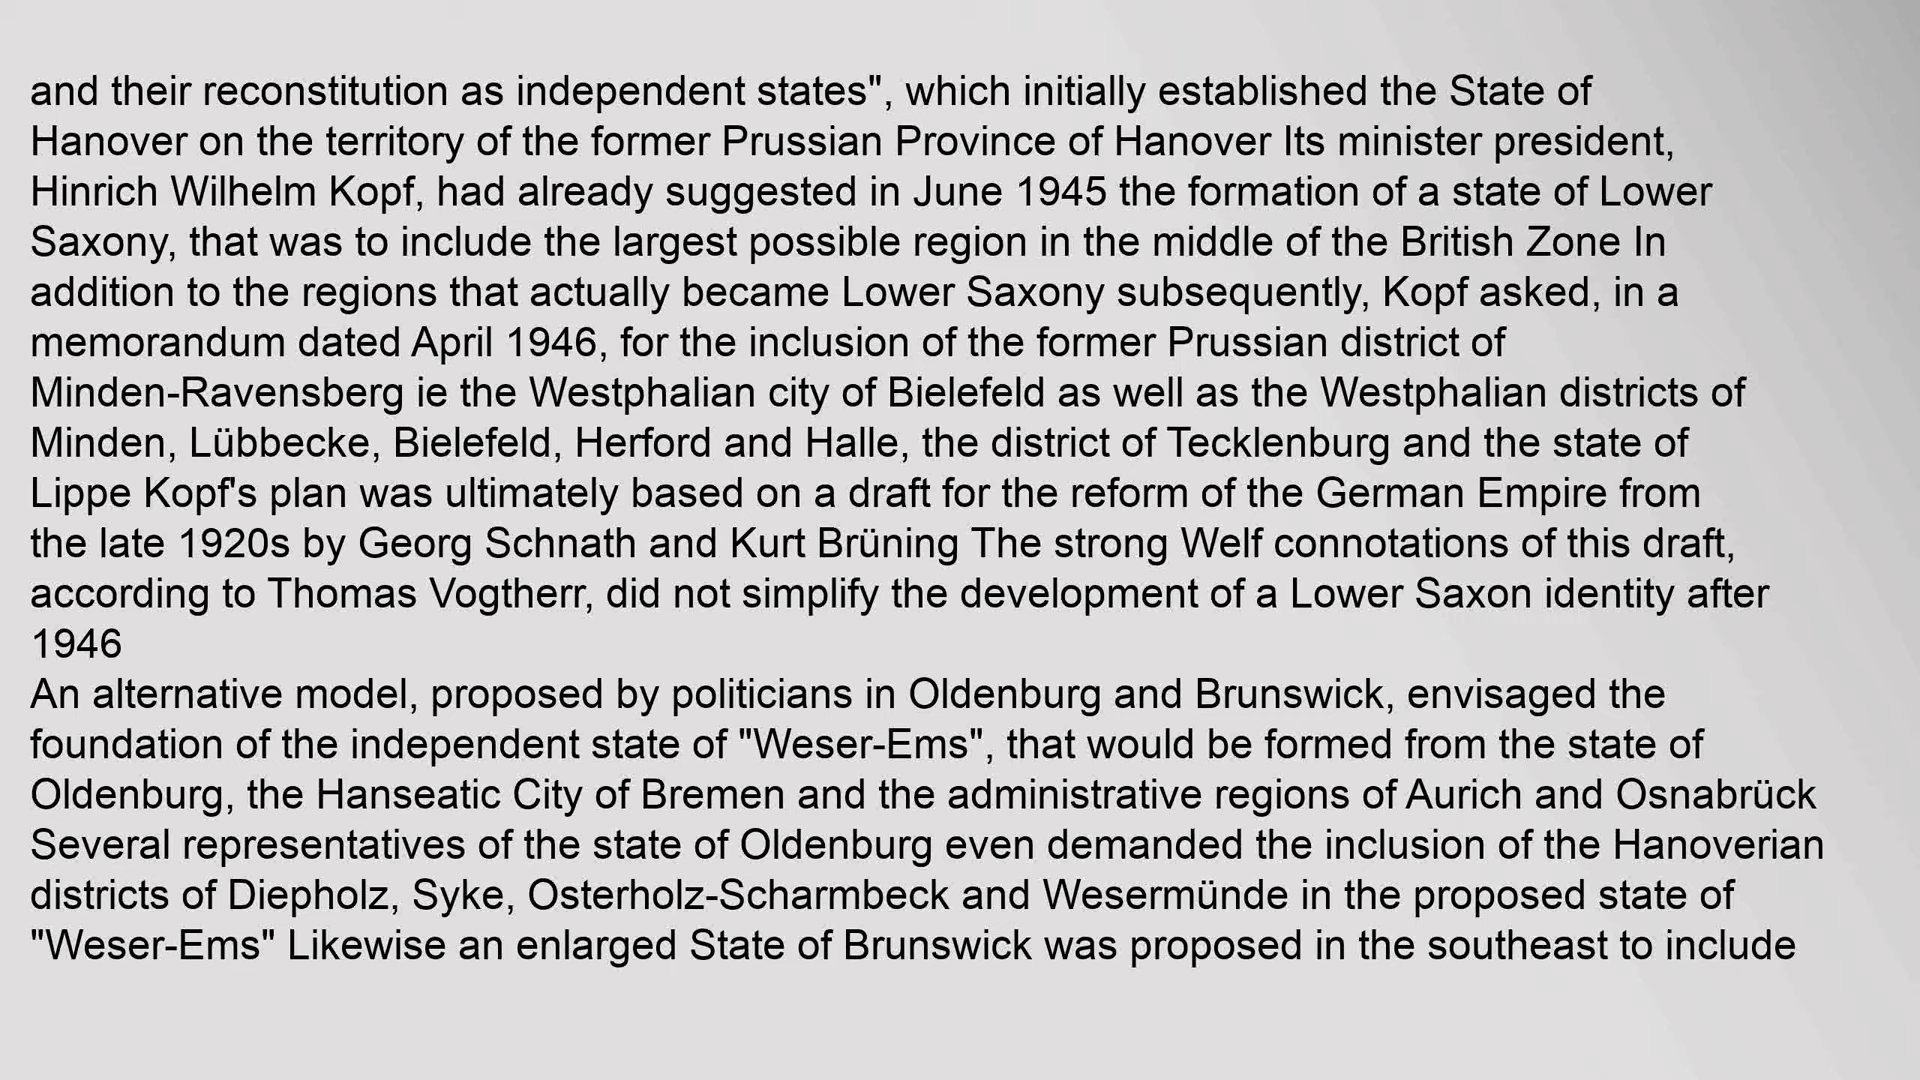 and their reconstitution as independent states", which initially established the State of
Hanover on the territory of the former Prussian Province of Hanover Its minister president,
Hinrich Wilhelm Kopf, had already suggested in June 1945 the formation of a state of Lower
Saxony, that was to include the largest possible region in the middle of the British Zone In
addition to the regions that actually became Lower Saxony subsequently, Kopf asked, in a
memorandum dated April 1946, for the inclusion of the former Prussian district of
Minden-Ravensberg ie the Westphalian city of Bielefeld as well as the Westphalian districts of
Minden, Lübbecke, Bielefeld, Herford and Halle, the district of Tecklenburg and the state of
Lippe Kopf's plan was ultimately based on a draft for the reform of the German Empire from
the late 1920s by Georg Schnath and Kurt Brüning The strong Welf connotations of this draft,
according to Thomas Vogtherr, did not simplify the development of a Lower Saxon identity after
1946
An alternative model, proposed by politicians in Oldenburg and Brunswick, envisaged the
foundation of the independent state of "Weser-Ems", that would be formed from the state of
Oldenburg, the Hanseatic City of Bremen and the administrative regions of Aurich and Osnabrück
Several representatives of the state of Oldenburg even demanded the inclusion of the Hanoverian
districts of Diepholz, Syke, Osterholz-Scharmbeck and Wesermünde in the proposed state of
"Weser-Ems" Likewise an enlarged State of Brunswick was proposed in the southeast to include